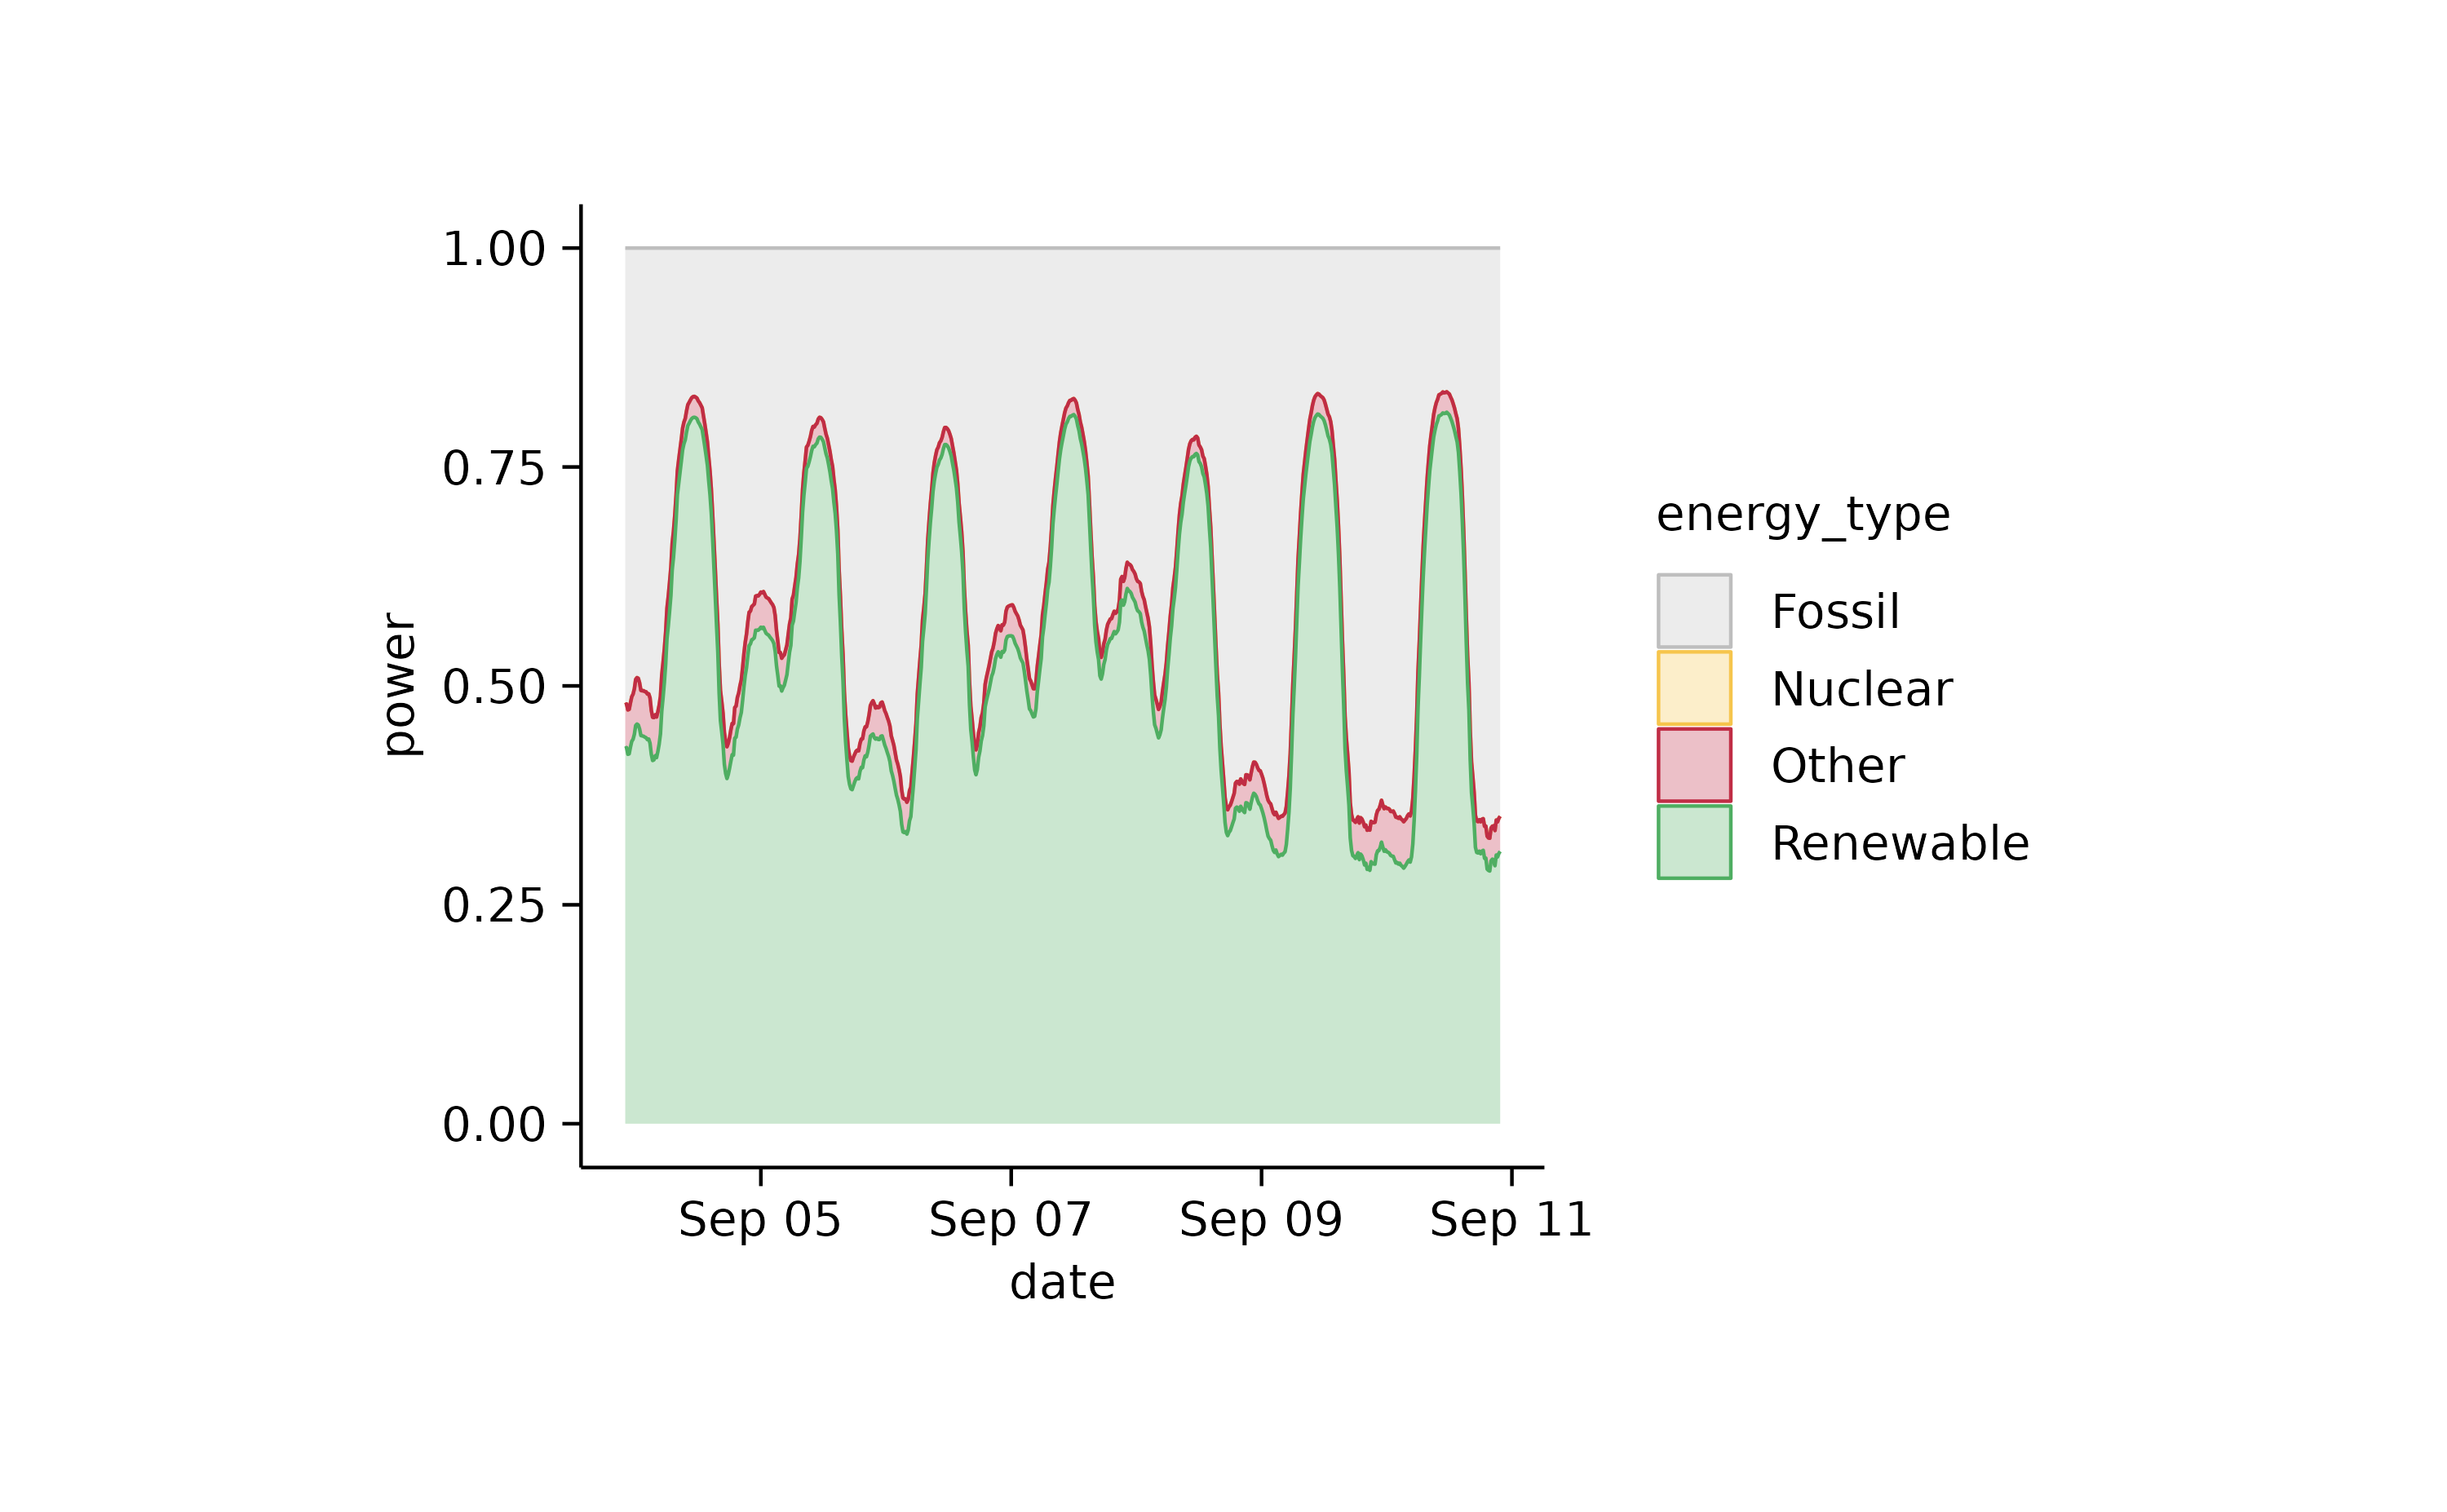 1.00
0.75
0.50
0.25
0.00
power
Sep 05
Sep 07
Sep 09
Sep 11
date
energy_type
Fossil
Nuclear
Other
Renewable